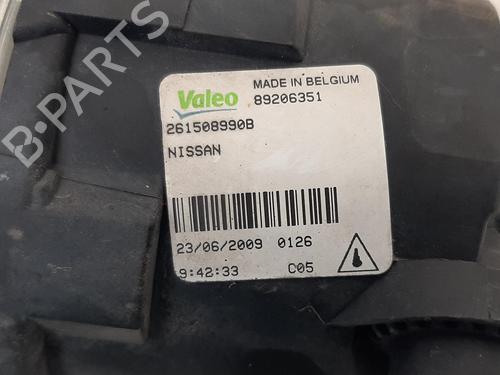 B-PARTS
Valeo
MADE IN BELGIUM
89206351
261508990B
NISSAN
23/06/2009 0126
9:42:33 C05